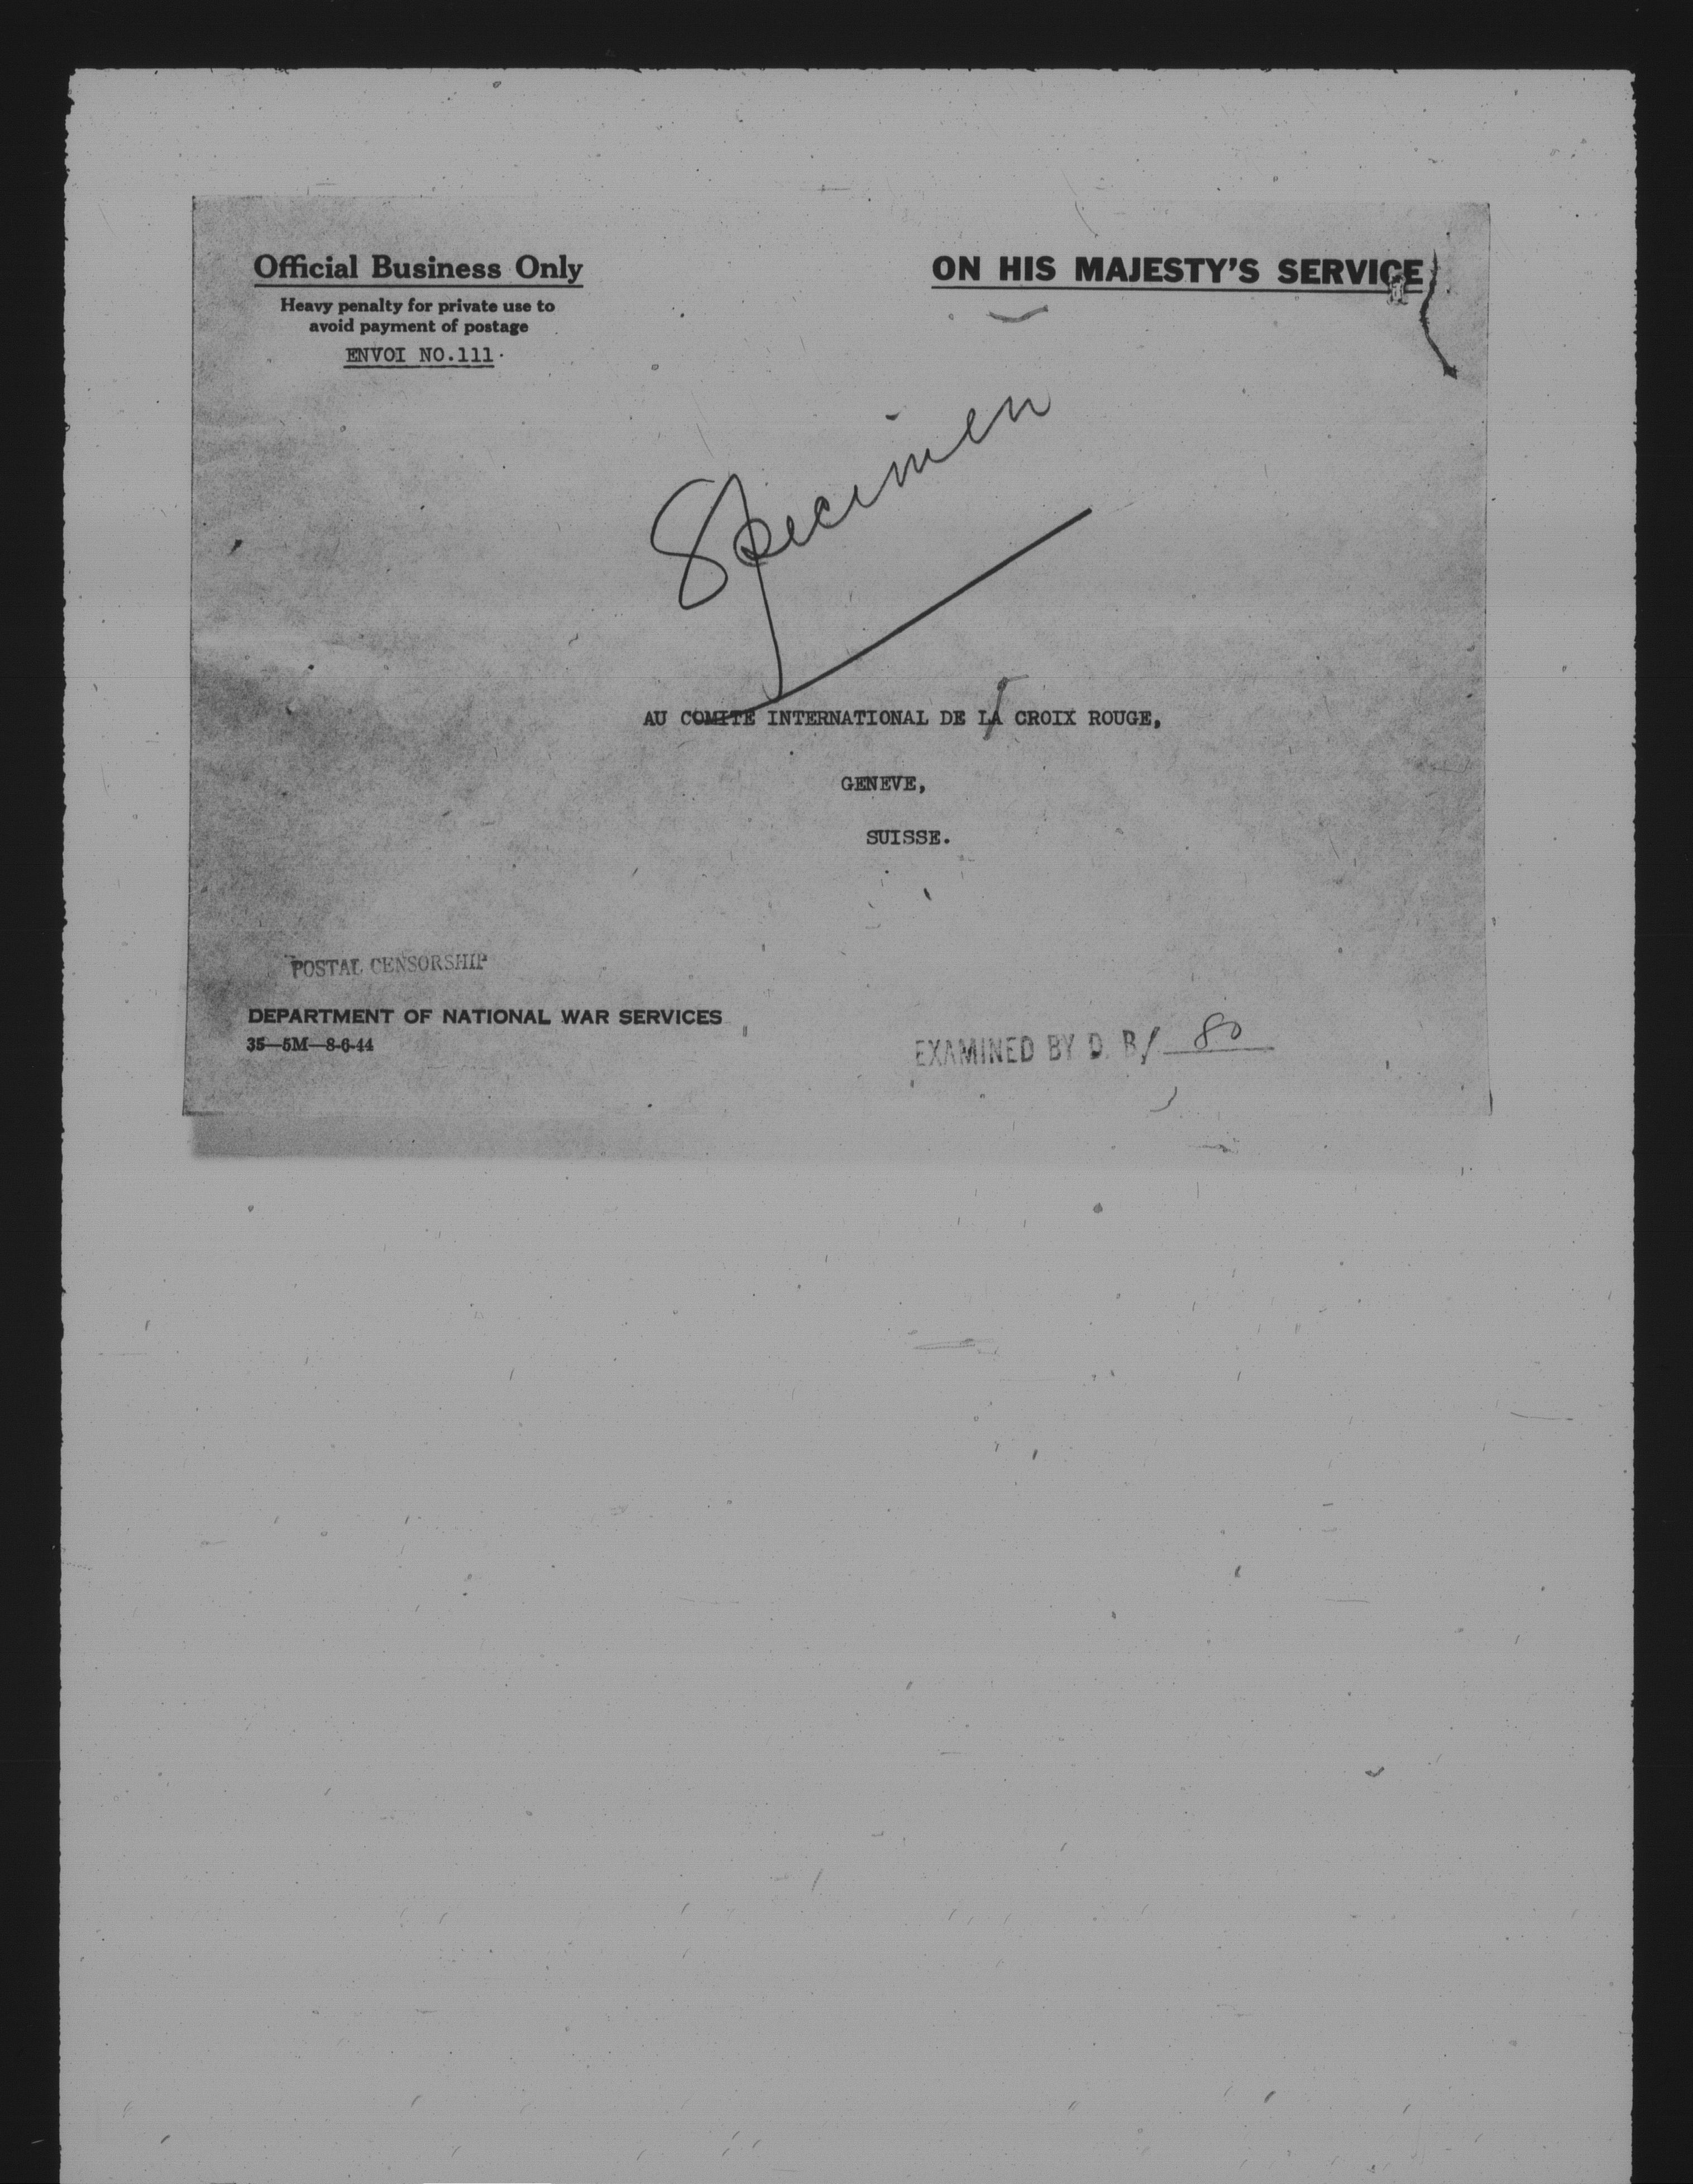 Official Business Only
ON HIS MAJESTY'S SERVICE
Heavy penalty for private use to
avoid payment of postage
ENVOI NO.111.
Specimen
AU COMITE INTERNATIONAL DE LA CROIX ROUGE,
GENEVE,
SUISSE.
POSTAL CENSORSHIP
DEPARTMENT OF NATIONAL WAR SERVICES
35—5M—8-6-44
EXAMINED BY D. B/ 80